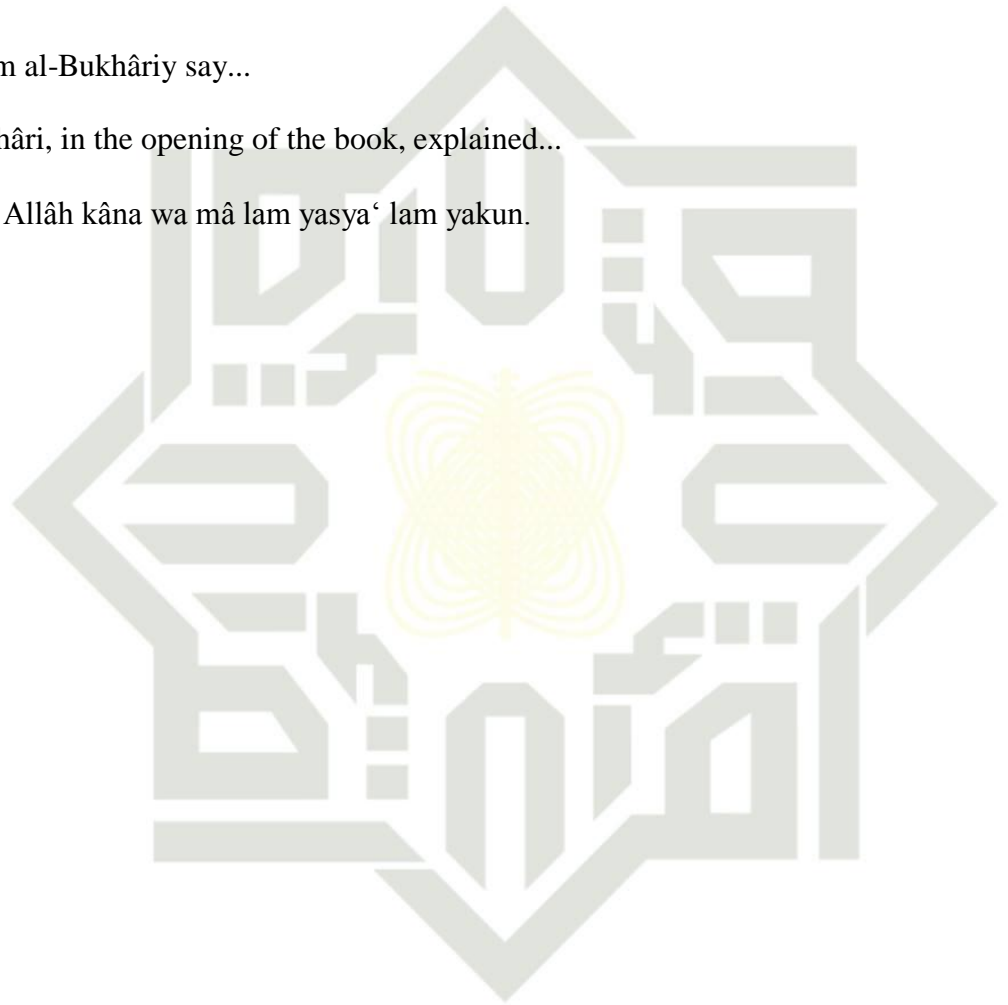 m al-Bukhâriy say...
hâri, in the opening of the book, explained...
Allâh kâna wa mâ lam yasya‘ lam yakun.